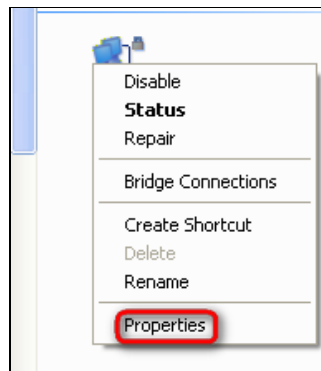 Disable
Status
Repair
Bridge Connections
Create Shortcut
Delete
Rename
Properties